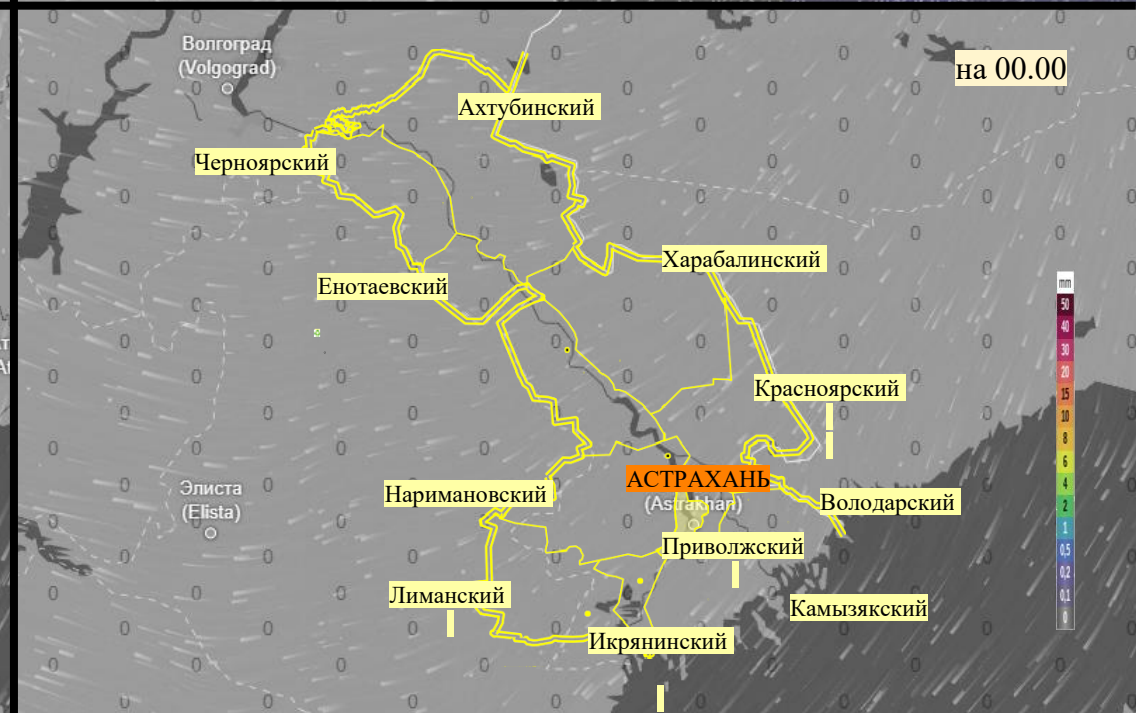 Волгоград
(Volgograd)
на 00.00
Ахтубинский
Черноярский
Харабалинский
Енотаевский
mm
50
40
30
20
15
10
8
6
4
2
1
0,5
0,2
0,1
0
Красноярский
АСТРАХАНЬ
(Astrakhan)
Элиста
(Elista)
Наримановский
Володарский
Приволжский
Лиманский
Камызякский
Икрянинский